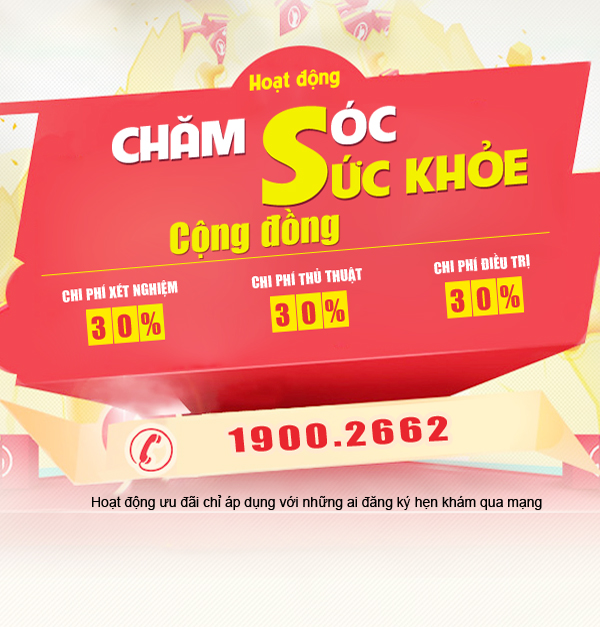 Hoạt động
CHĂM SÓC
SỨC KHỎE
Cộng đồng
CHI PHÍ XÉT NGHIỆM
30%
CHI PHÍ THỦ THUẬT
30%
CHI PHÍ ĐIỀU TRỊ
30%
1900.2662
Hoạt động ưu đãi chỉ áp dụng với những ai đăng ký hẹn khám qua mạng